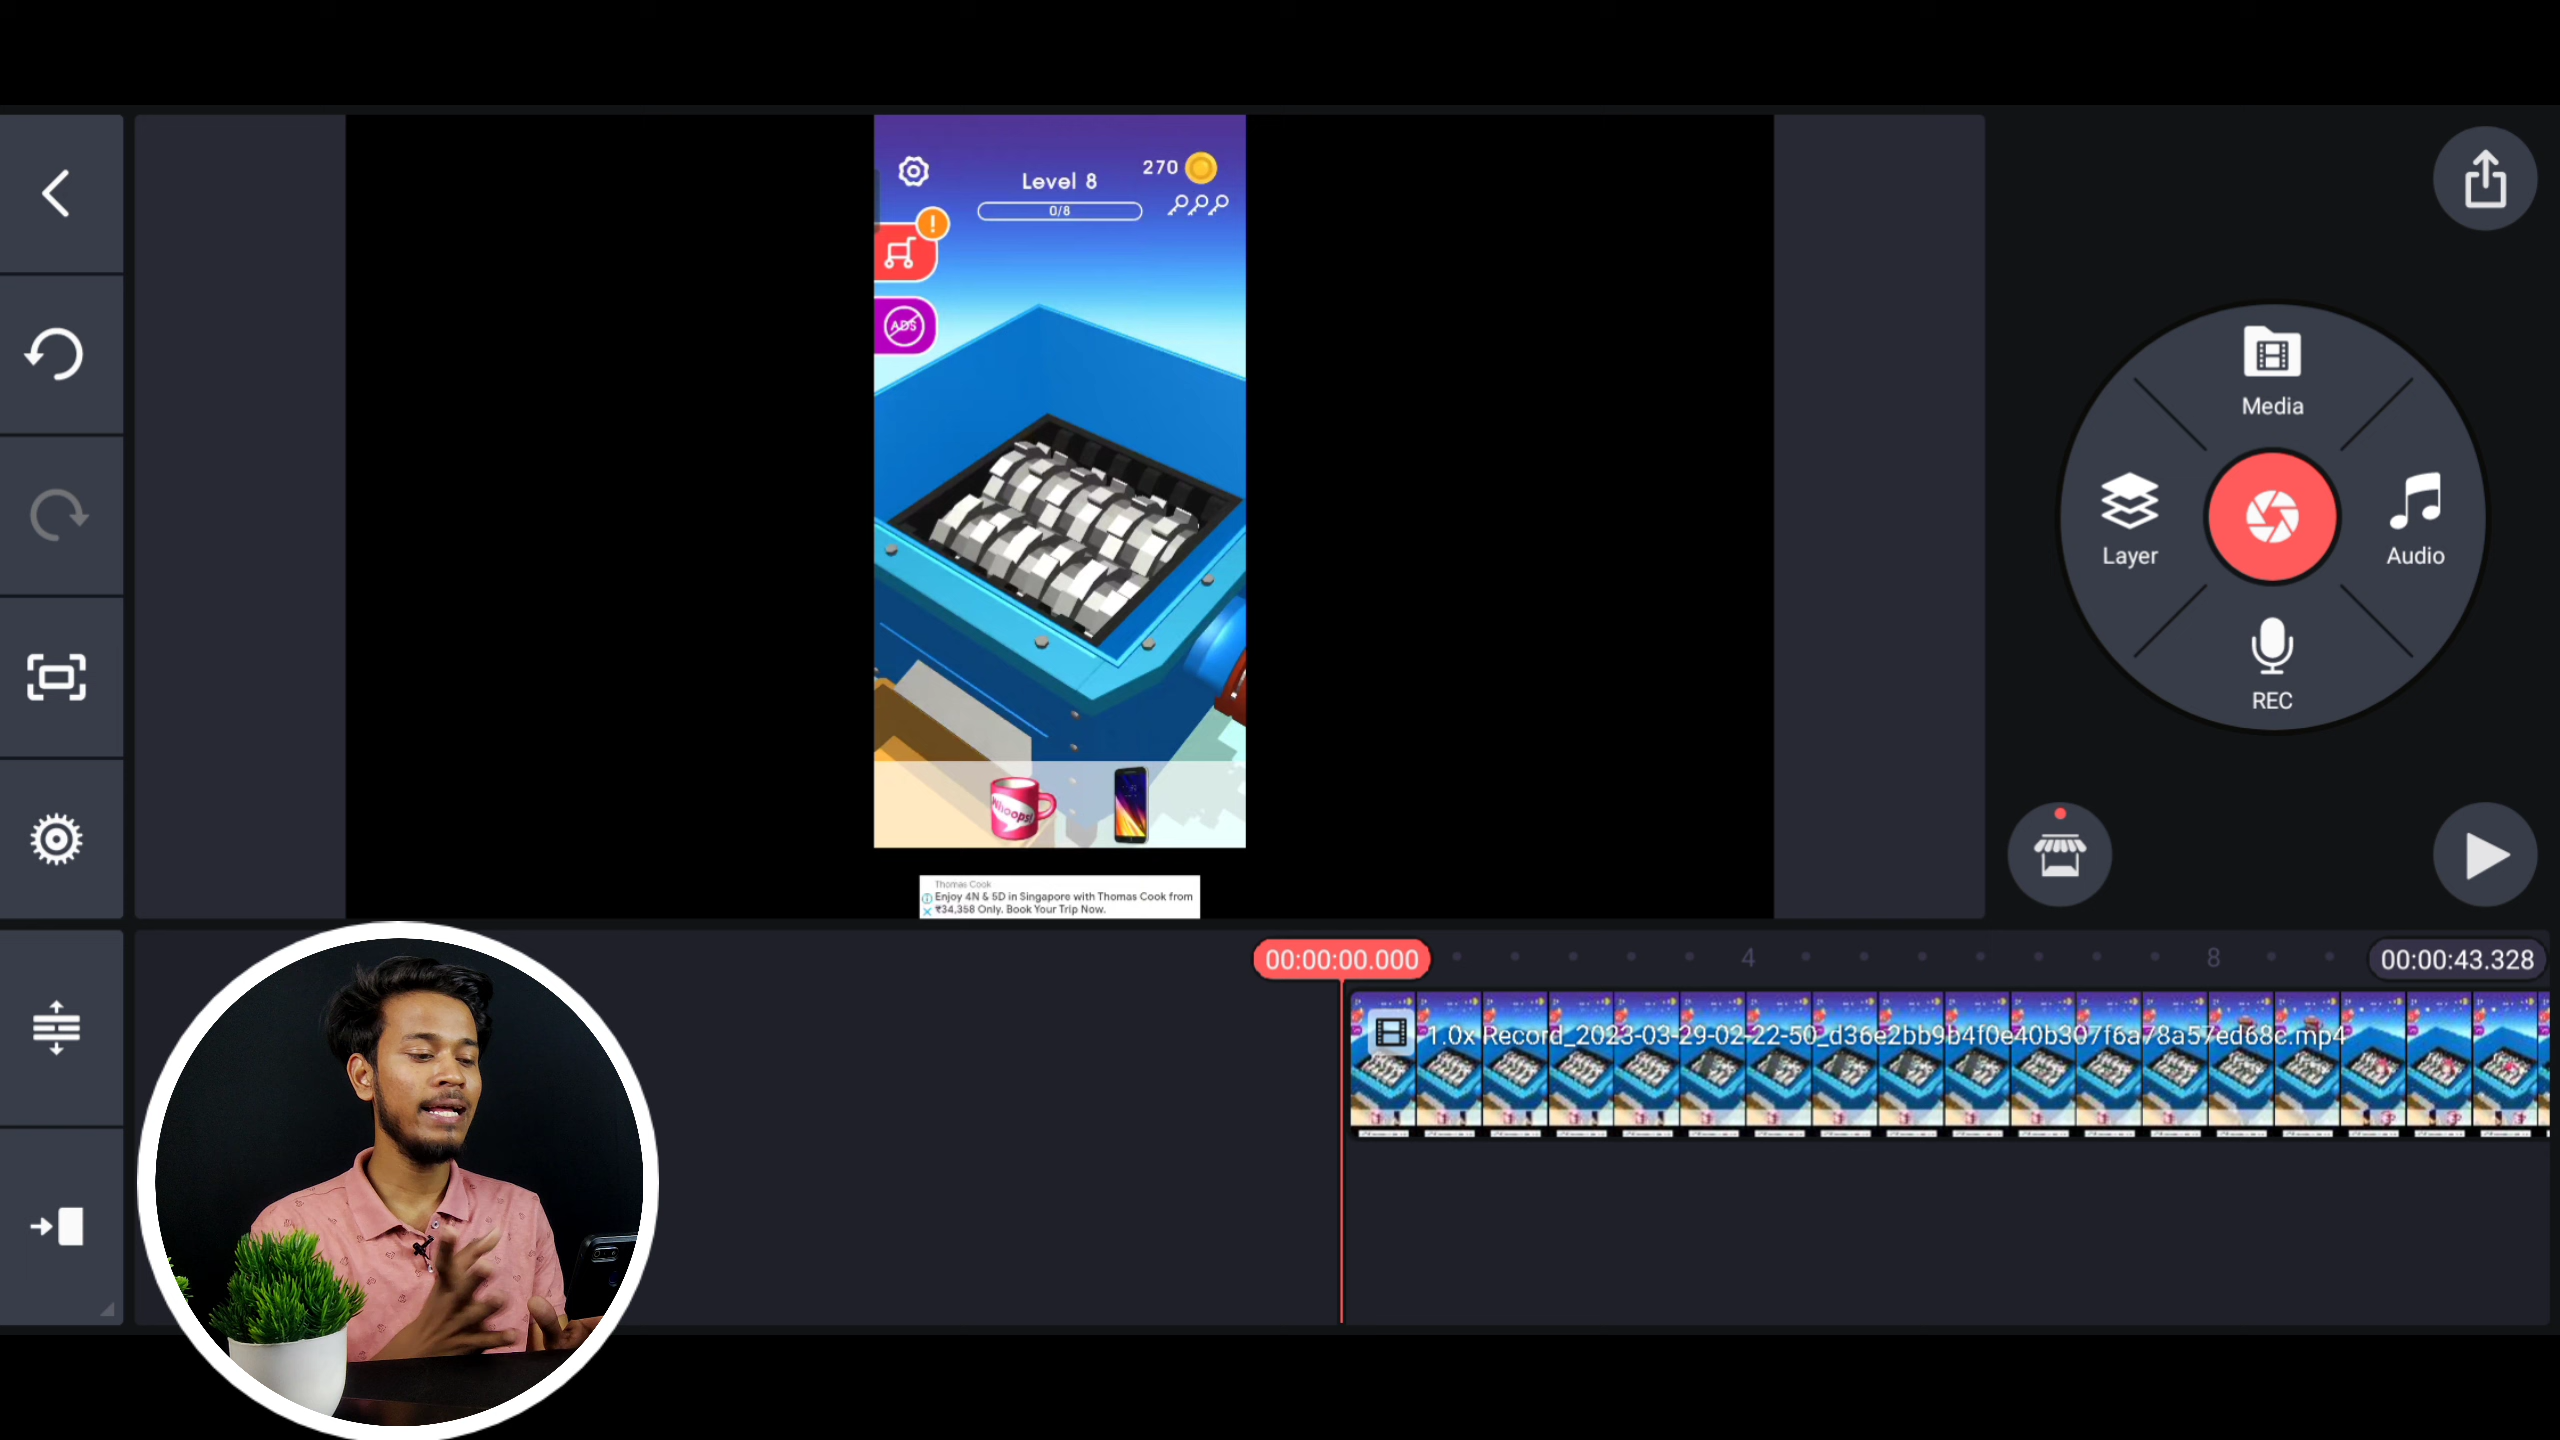 Level 8
270
0/8
ADS
Whoops!
Thomas Cook
Enjoy 4N & 5D in Singapore with Thomas Cook from
₹34,358 Only. Book Your Trip Now.
Media
Layer
Audio
REC
00:00:00.000
4
8
00:00:43.328
1.0x Record_2023-03-29-02-22-50_d36e2bb9b4f0e40b307f6a78a57ed68c.mp4